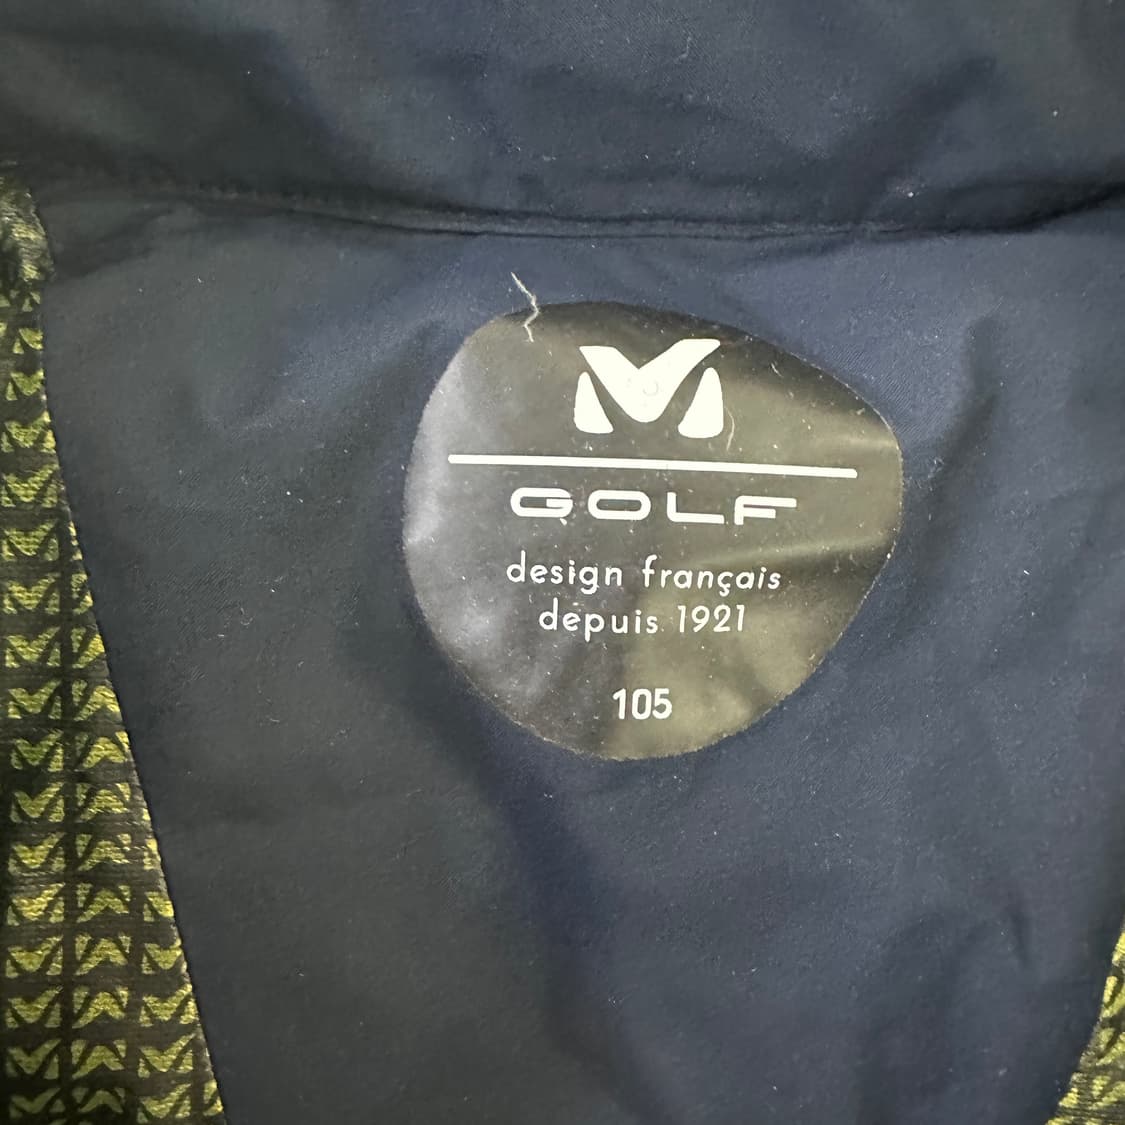 M
GOLF
design français
depuis 1921
105